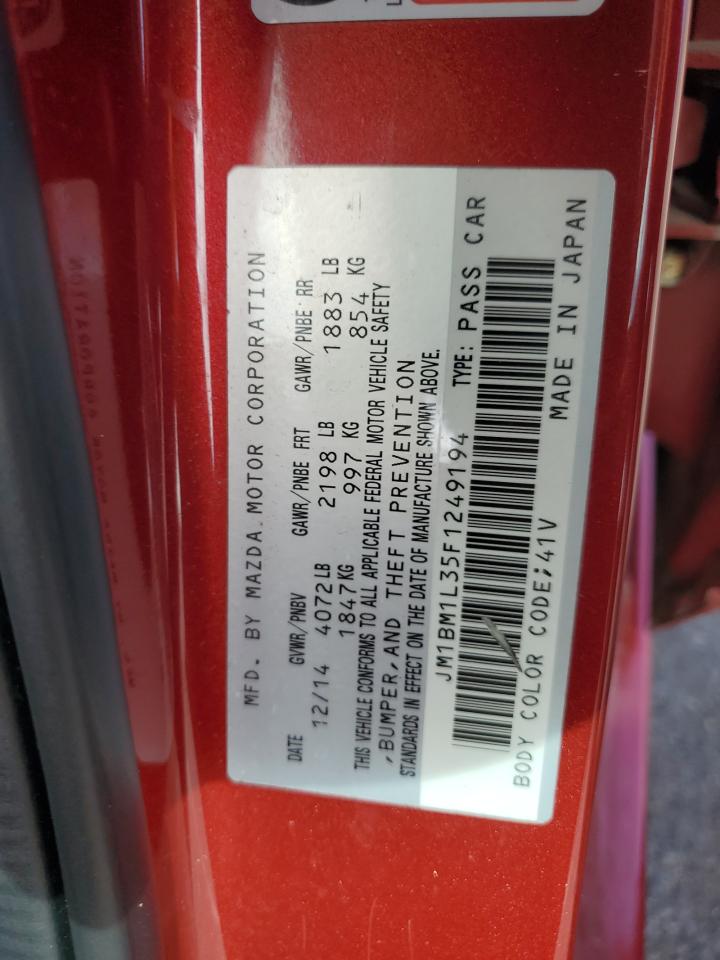 MFD. BY MAZDA MOTOR CORPORATION
DATE GVWR/PNBV GAWR/PNBE FRT GAWR/PNBE RR
12/14 4072LB 2198 LB 1883 LB
1847KG 997 KG 854 KG
THIS VEHICLE CONFORMS TO ALL APPLICABLE FEDERAL MOTOR VEHICLE SAFETY
,BUMPER,AND THEFT PREVENTION
STANDARDS IN EFFECT ON THE DATE OF MANUFACTURE SHOWN ABOVE.
JM1BM1L35F1249194 TYPE: PASS CAR
BODY COLOR CODE;41V MADE IN JAPAN